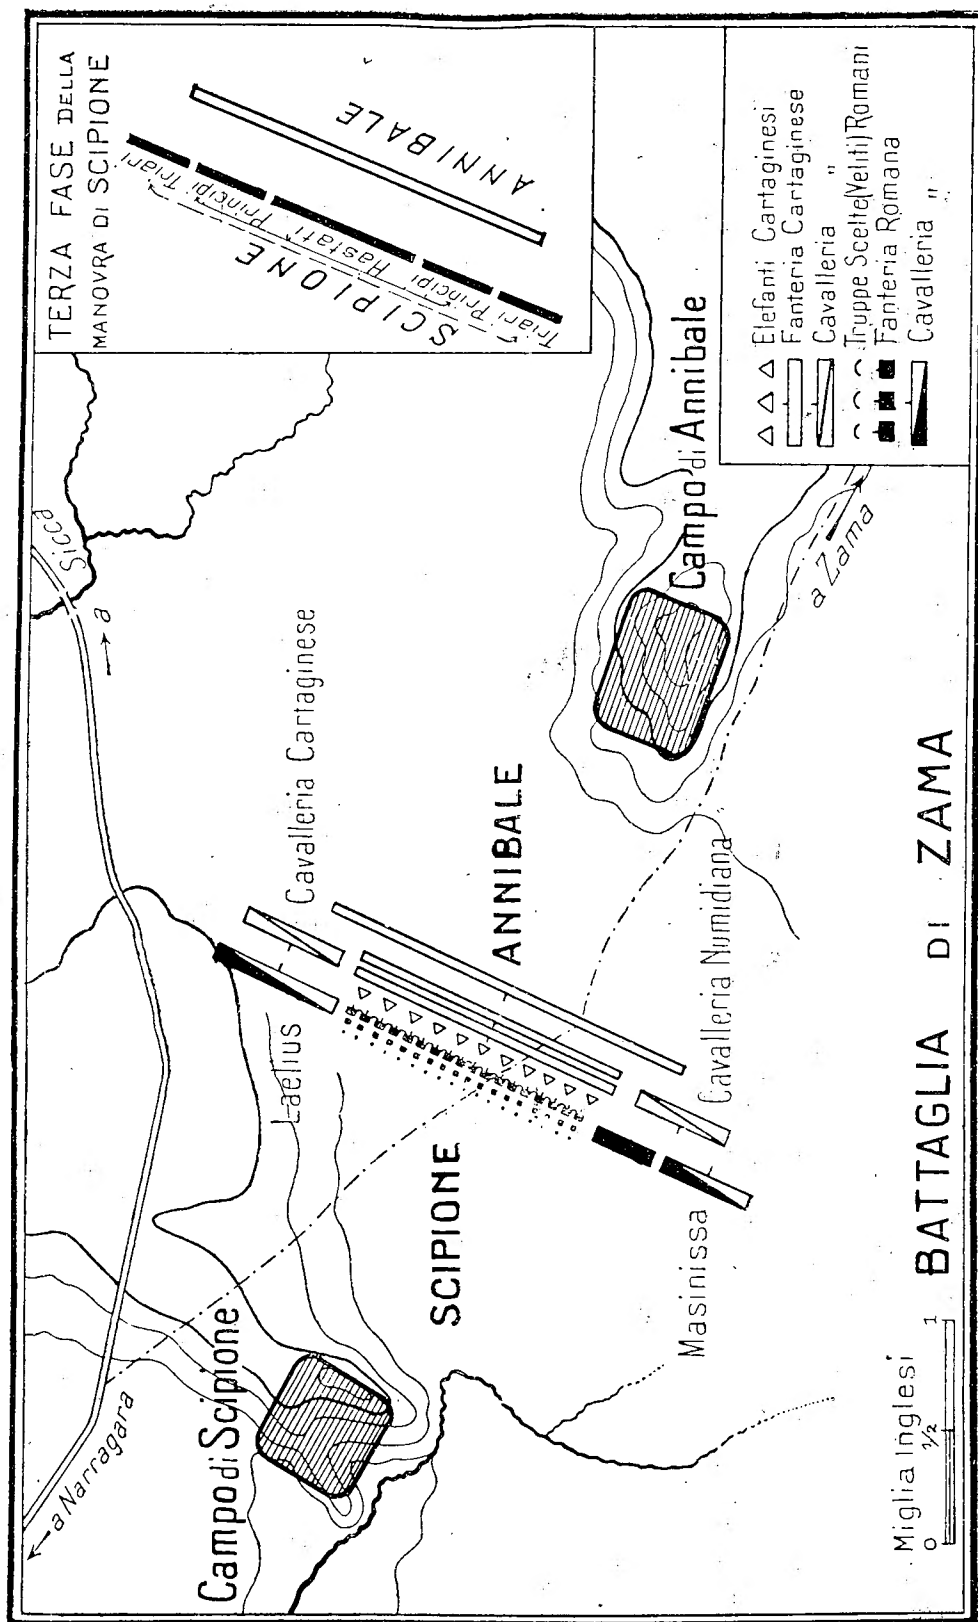 TERZA FASE DELLA
MANOVRA DI SCIPIONE
SCIPIONE
Triari Principi Hastati Principi Triari
ANNIBALE
a Narragara
a Sicca
Campo di Scipione
Laelius
Cavalleria Cartaginese
SCIPIONE
ANNIBALE
Campo di Annibale
Masinissa
Cavalleria Numidiana
a Zama
Elefanti Cartaginesi
Fanteria Cartaginese
Cavalleria "
Truppe Scelte (Veliti) Romani
Fanteria Romana
Cavalleria "
Miglia Inglesi
0 1/2 1
BATTAGLIA DI ZAMA